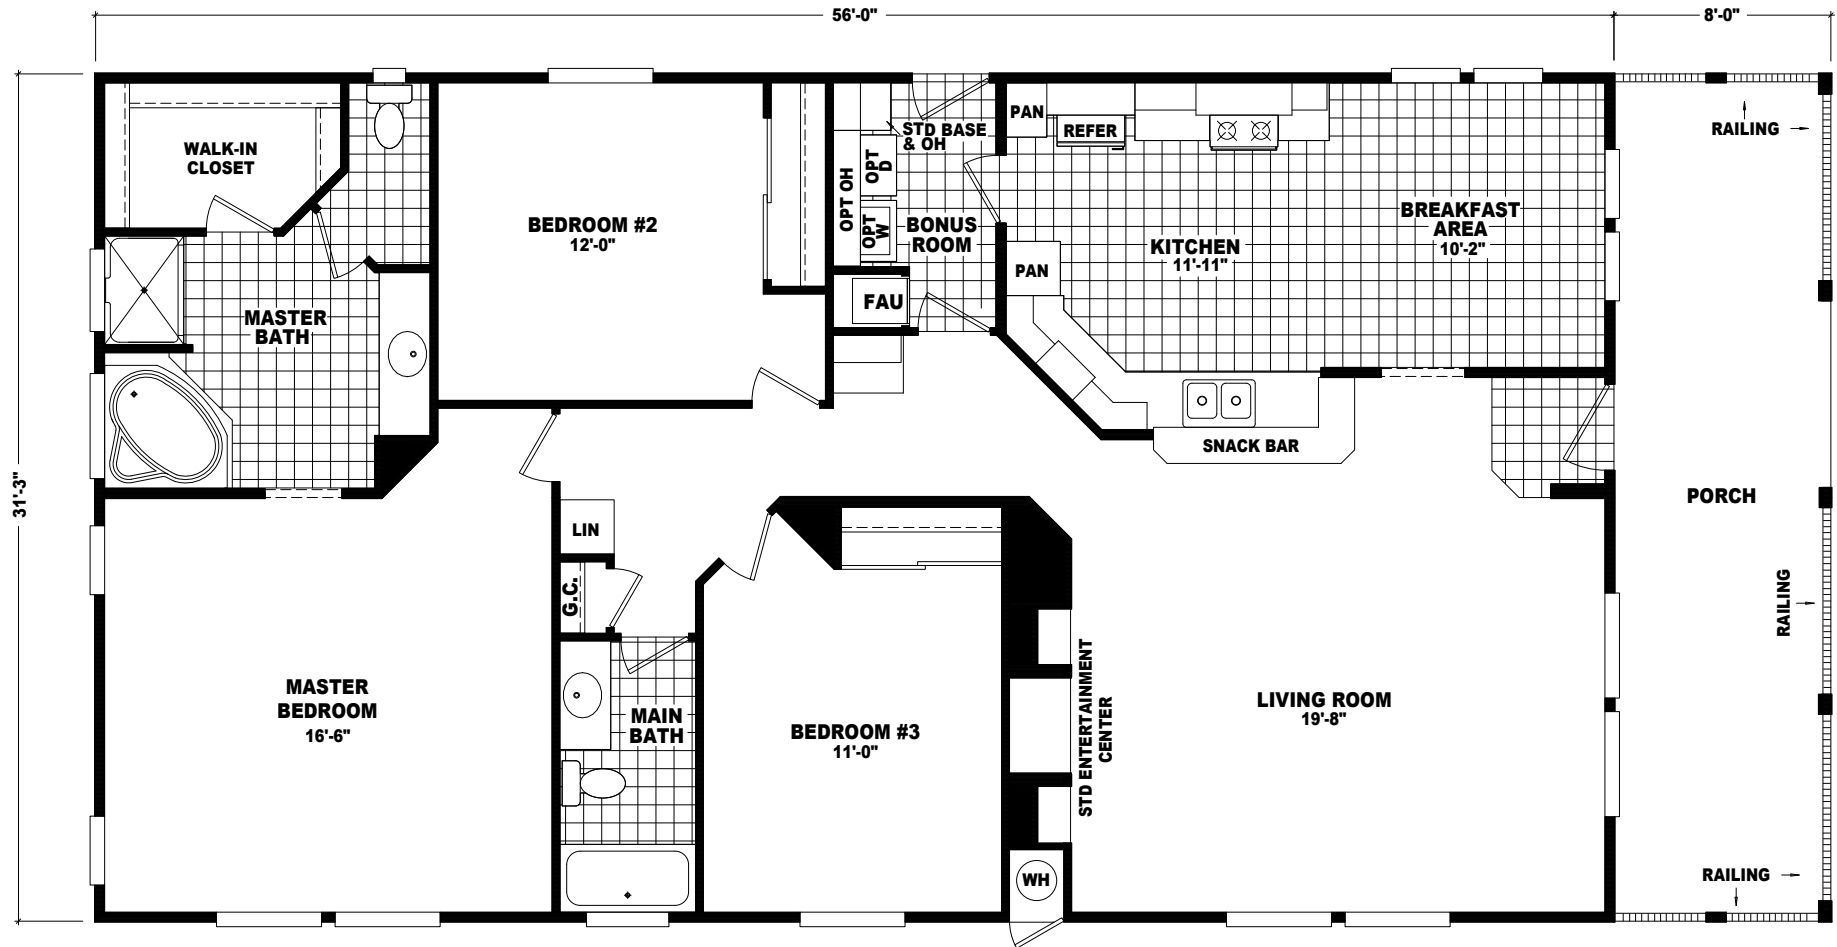 56'-0"
8'-0"
31'-3"
WALK-IN
CLOSET
BEDROOM #2
12'-0"
STD BASE
& OH
OPT OH
OPT
D
OPT
W
BONUS
ROOM
FAU
PAN
REFER
PAN
KITCHEN
11'-11"
BREAKFAST
AREA
10'-2"
RAILING
MASTER
BATH
SNACK BAR
PORCH
LIN
G.C.
RAILING
MASTER
BEDROOM
16'-6"
MAIN
BATH
BEDROOM #3
11'-0"
STD ENTERTAINMENT
CENTER
LIVING ROOM
19'-8"
WH
RAILING